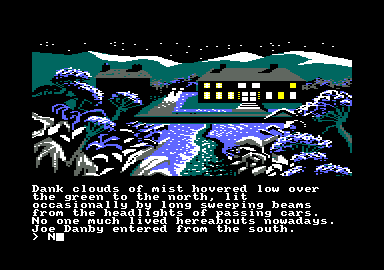 Dank clouds of mist hovered low over
the green to the north, lit
occasionally by long sweeping beams
from the headlights of passing cars.
No one much lived hereabouts nowadays.
Joe Danby entered from the south.
> N